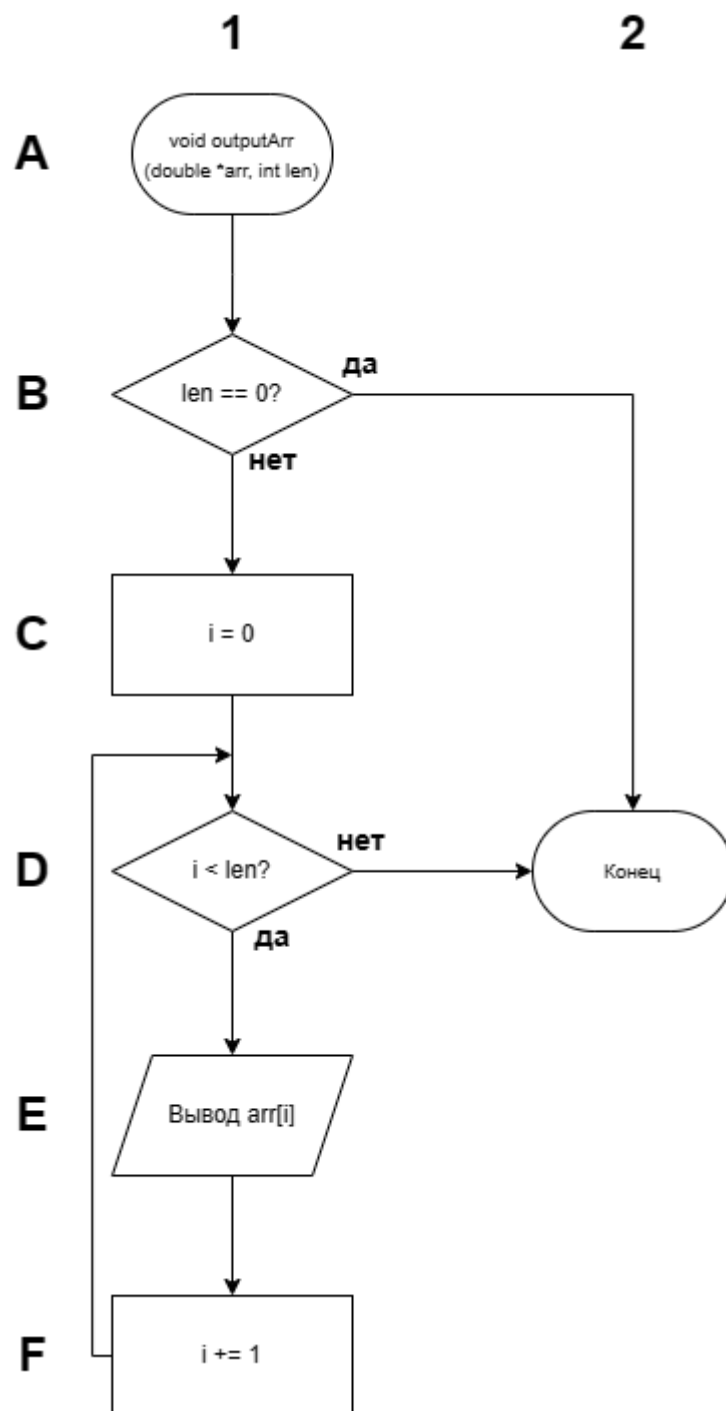 1
2
A
void outputArr
(double *arr, int len)
B
len == 0?
да
нет
C
i = 0
D
i < len?
нет
Конец
да
E
Вывод arr[i]
F
i += 1